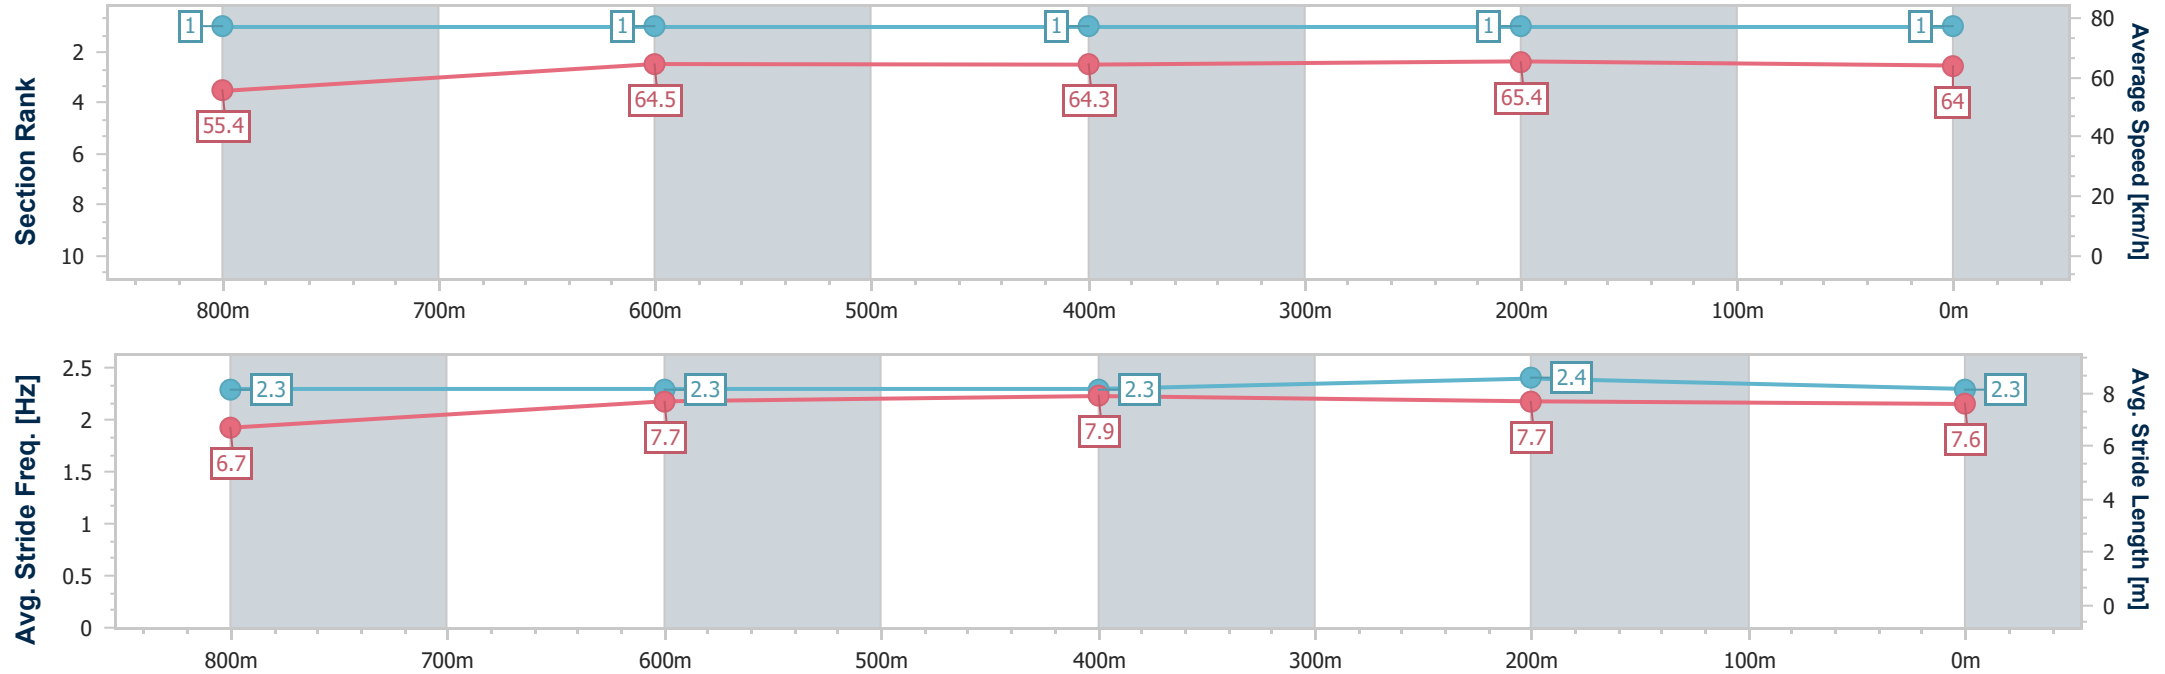 Section Rank
2
4
6
8
10
1
1
1
1
1
55.4
64.5
64.3
65.4
64
80
60
40
20
0
Average Speed [km/h]
800m
700m
600m
500m
400m
300m
200m
100m
0m
Avg. Stride Freq. [Hz]
2.5
2
1.5
1
0.5
0
2.3
2.3
2.3
2.4
2.3
6.7
7.7
7.9
7.7
7.6
8
6
4
2
0
Avg. Stride Length [m]
800m
700m
600m
500m
400m
300m
200m
100m
0m